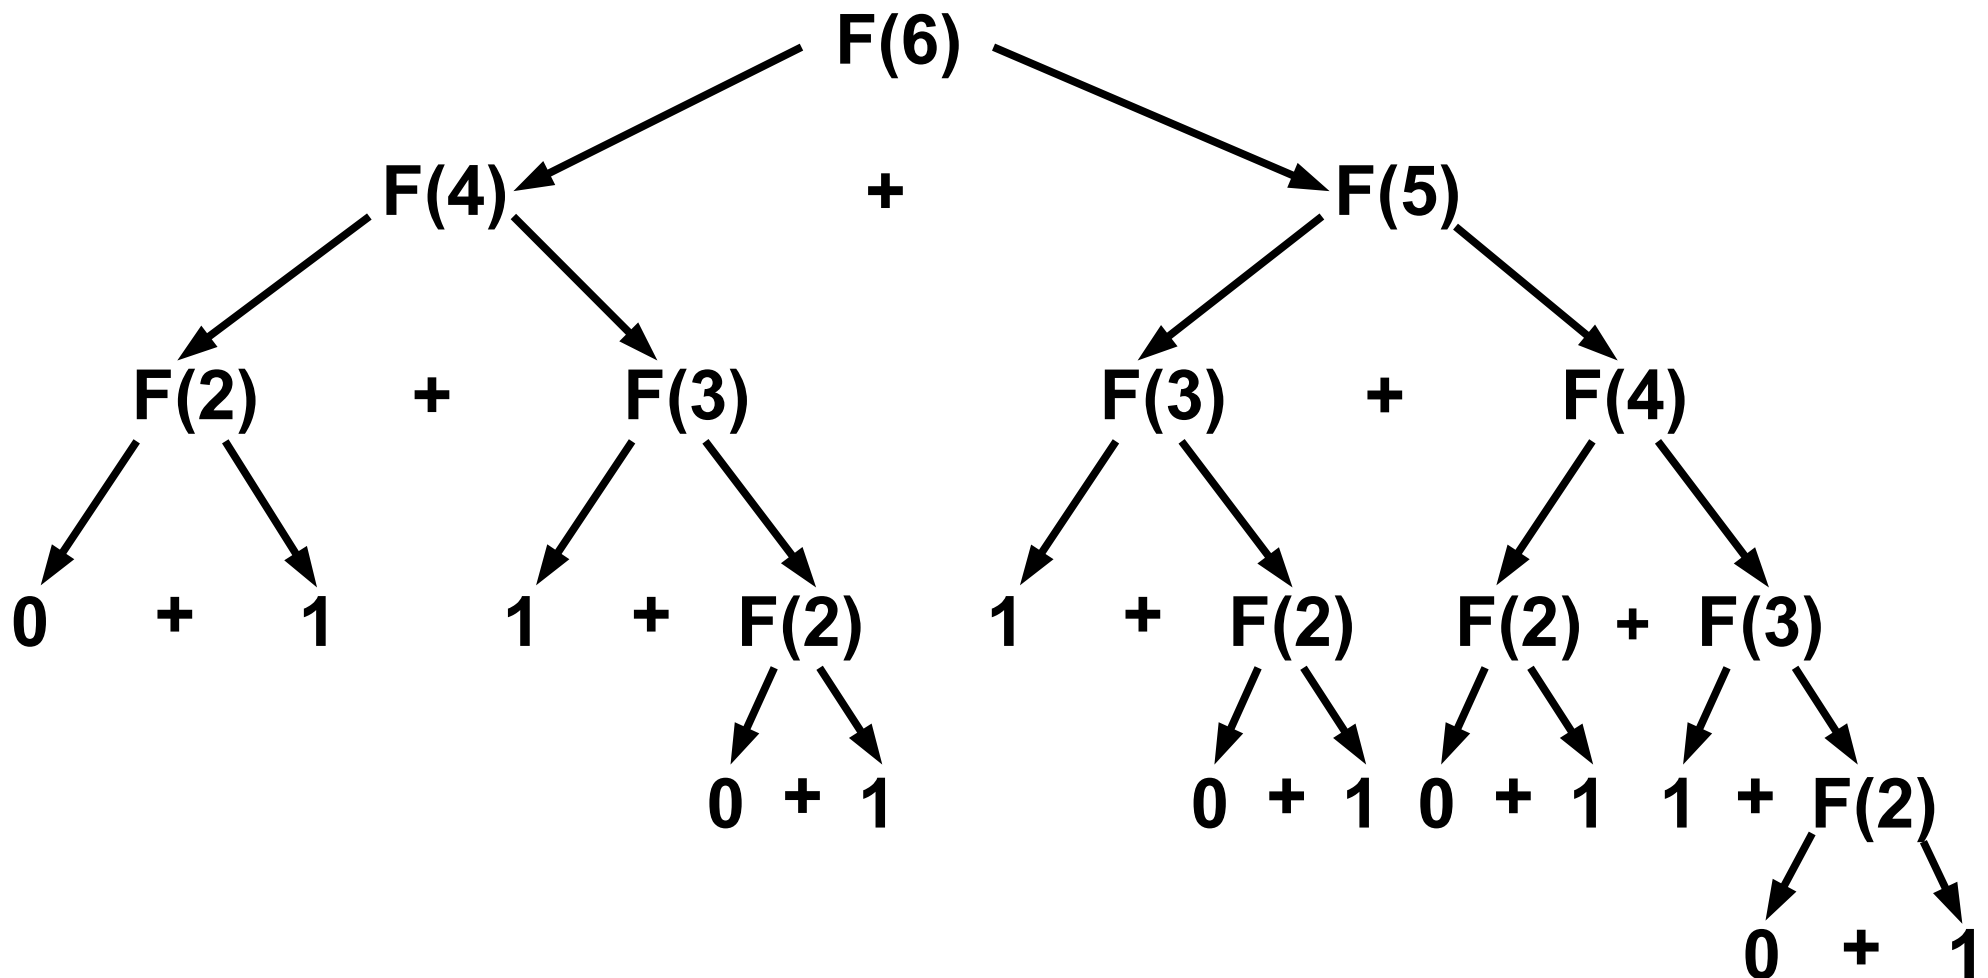 F(6)
F(4) + F(5)
F(2) + F(3) F(3) + F(4)
0 + 1 1 + F(2) 1 + F(2) F(2) + F(3)
0 + 1 0 + 1 0 + 1 1 + F(2)
0 + 1